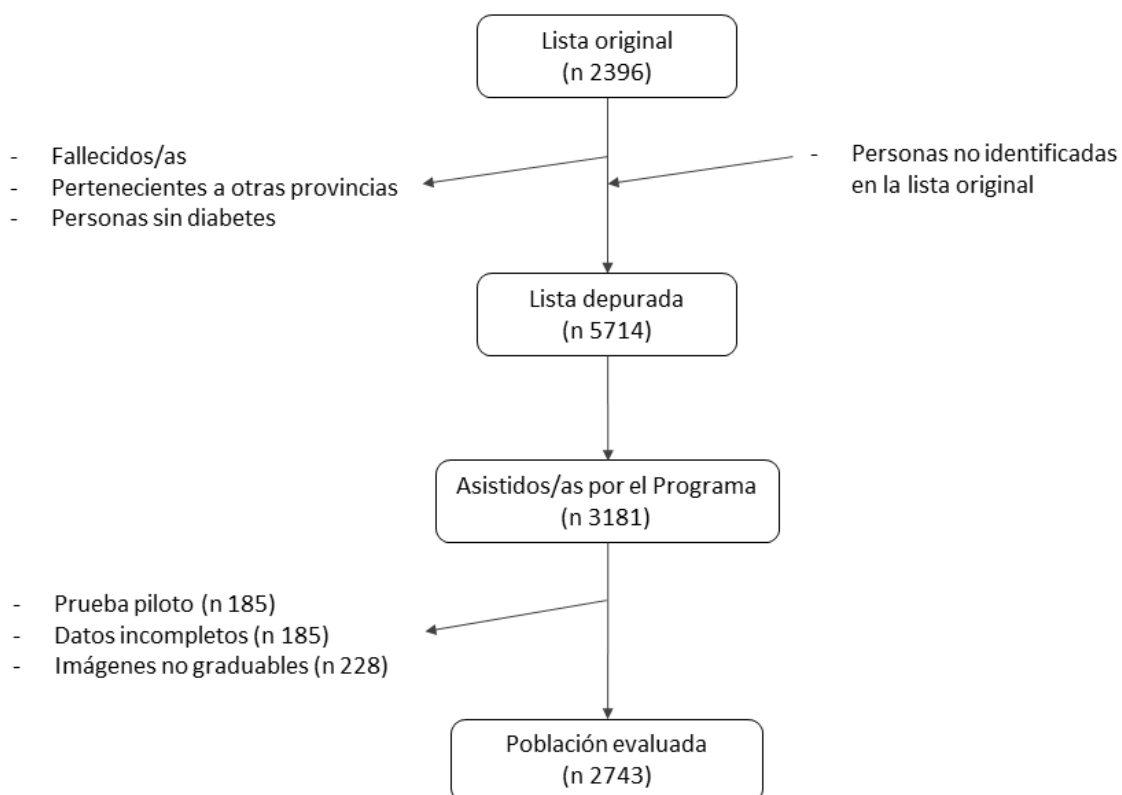 Lista original
(n 2396)
- Fallecidos/as
- Pertenecientes a otras provincias
- Personas sin diabetes
- Personas no identificadas
en la lista original
Lista depurada
(n 5714)
Asistidos/as por el Programa
(n 3181)
- Prueba piloto (n 185)
- Datos incompletos (n 185)
- Imágenes no graduables (n 228)
Población evaluada
(n 2743)